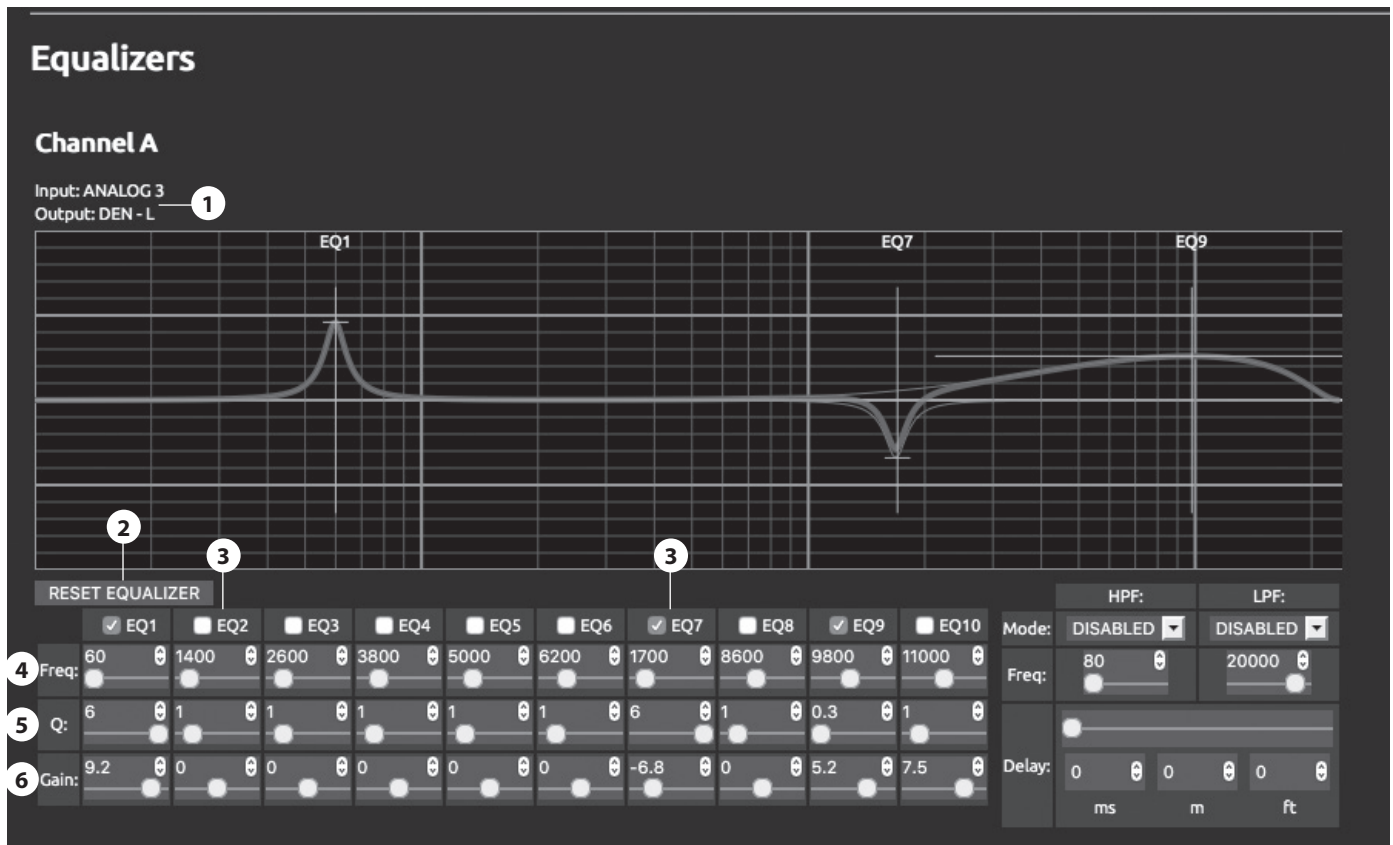 Equalizers
Channel A
Input: ANALOG 3
Output: DEN - L
1
EQ1 EQ7 EQ9
2
3 3
RESET EQUALIZER HPF: LPF:
EQ1 EQ2 EQ3 EQ4 EQ5 EQ6 EQ7 EQ8 EQ9 EQ10 Mode: DISABLED DISABLED
4 Freq: 60 1400 2600 3800 5000 6200 1700 8600 9800 11000 Freq: 80 20000
5 Q: 6 1 1 1 1 1 6 1 0.3 1
6 Gain: 9.2 0 0 0 0 0 -6.8 0 5.2 7.5 Delay: 0 0 0
ms m ft